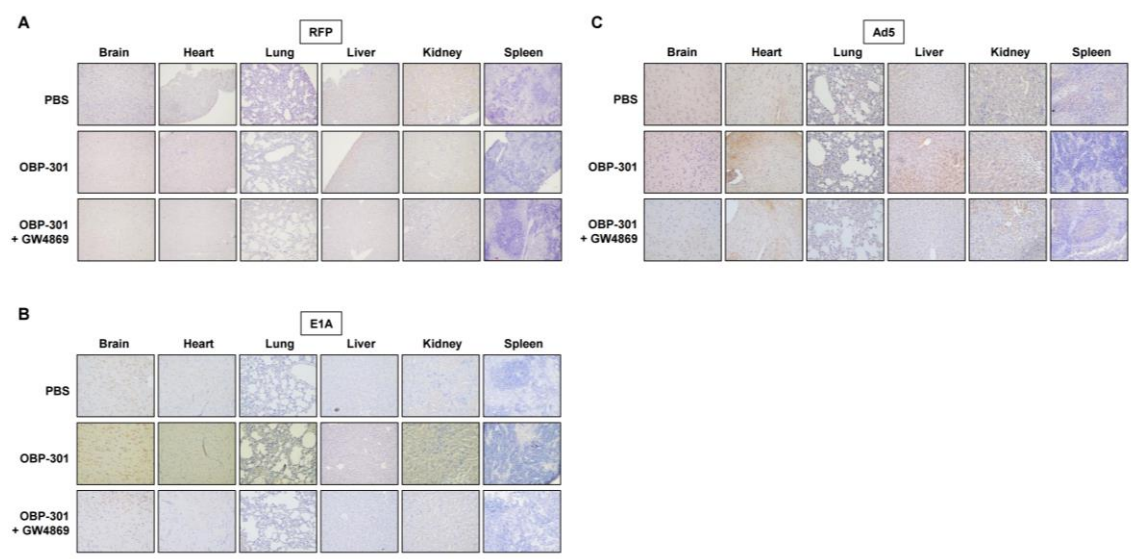 A
RFP
Brain Heart Lung Liver Kidney Spleen
PBS
OBP-301
OBP-301
+ GW4869
B
E1A
Brain Heart Lung Liver Kidney Spleen
PBS
OBP-301
OBP-301
+ GW4869
C
Ad5
Brain Heart Lung Liver Kidney Spleen
PBS
OBP-301
OBP-301
+ GW4869